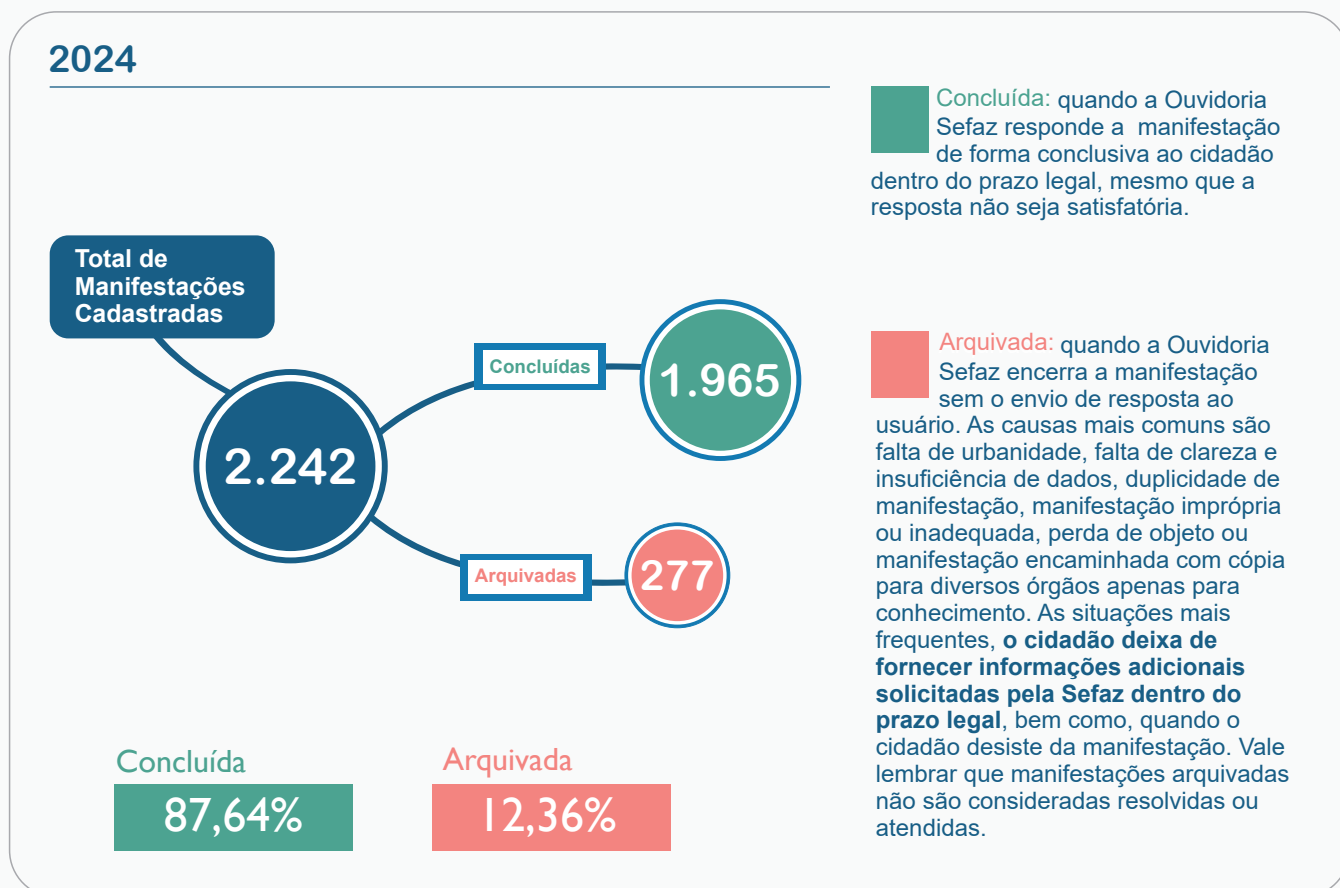 2024
Total de
Manifestações
Cadastradas
2.242
Concluídas
1.965
Arquivadas
277
Concluída
87,64%
Arquivada
12,36%
Concluída: quando a Ouvidoria
Sefaz responde a manifestação
de forma conclusiva ao cidadão
dentro do prazo legal, mesmo que a
resposta não seja satisfatória.
Arquivada: quando a Ouvidoria
Sefaz encerra a manifestação
sem o envio de resposta ao
usuário. As causas mais comuns são
falta de urbanidade, falta de clareza e
insuficiência de dados, duplicidade de
manifestação, manifestação imprópria
ou inadequada, perda de objeto ou
manifestação encaminhada com cópia
para diversos órgãos apenas para
conhecimento. As situações mais
frequentes, o cidadão deixa de
fornecer informações adicionais
solicitadas pela Sefaz dentro do
prazo legal, bem como, quando o
cidadão desiste da manifestação. Vale
lembrar que manifestações arquivadas
não são consideradas resolvidas ou
atendidas.